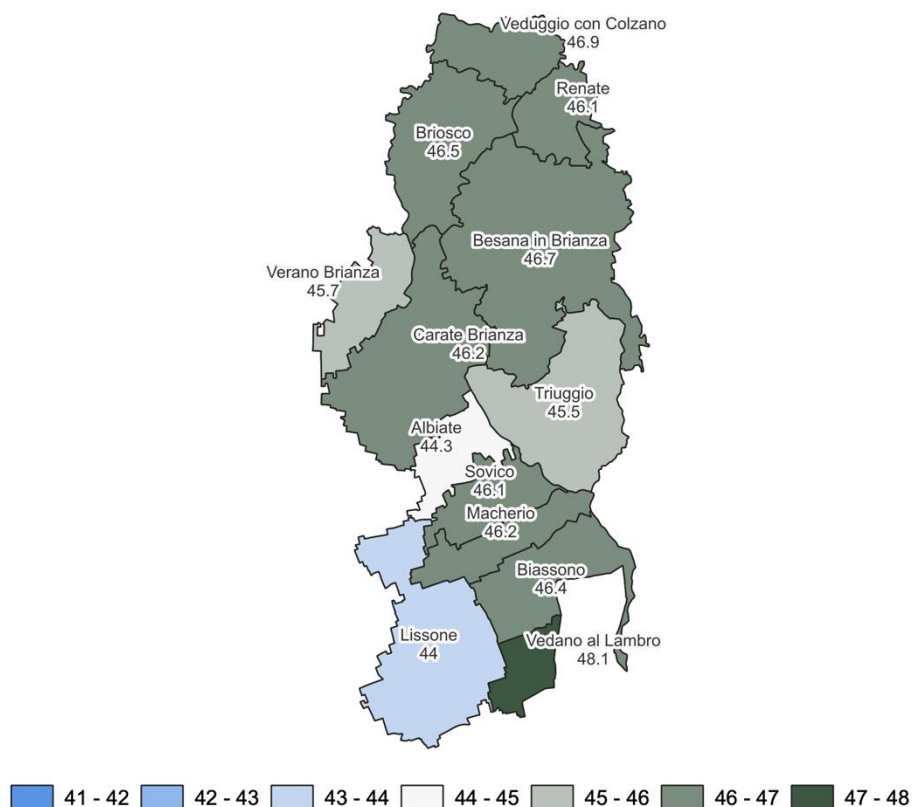 Veduggio con Colzano
46.9
Renate
46.1
Briosco
46.5
Besana in Brianza
46.7
Verano Brianza
45.7
Carate Brianza
46.2
Triuggio
45.5
Albiate
44.3
Sovico
46.1
Macherio
46.2
Biassono
46.4
Lissone
44
Vedano al Lambro
48.1
41 - 42 42 - 43 43 - 44 44 - 45 45 - 46 46 - 47 47 - 48